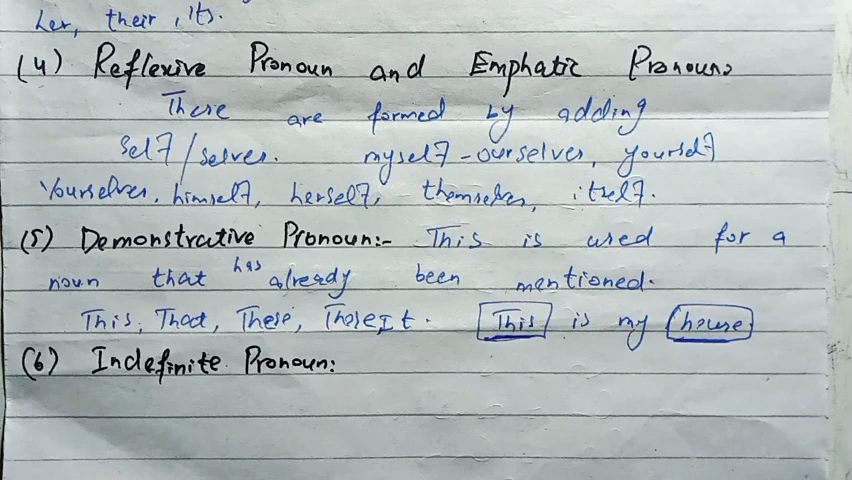 her, their, its.
(4) Reflexive Pronoun and Emphatic Pronouns
There are formed by adding
self/selves. myself - ourselves, yourself
Yourselves, himself, herself, themselves, itself.
(5) Demonstrative Pronoun:- This is used for a
noun that has already been mentioned.
This, That, These, Those, It. This is my house
(6) Indefinite Pronoun: